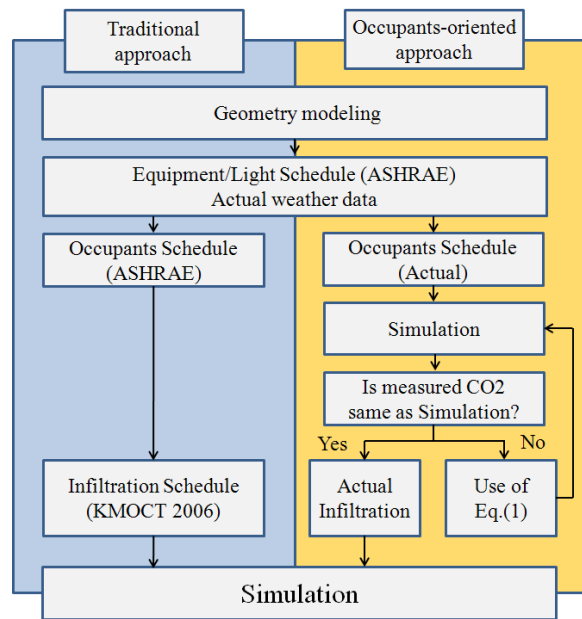 Traditional
approach
Occupants-oriented
approach
Geometry modeling
Equipment/Light Schedule (ASHRAE)
Actual weather data
Occupants Schedule
(ASHRAE)
Occupants Schedule
(Actual)
Simulation
Is measured CO2
same as Simulation?
Yes
No
Infiltration Schedule
(KMOCT 2006)
Actual
Infiltration
Use of
Eq.(1)
Simulation